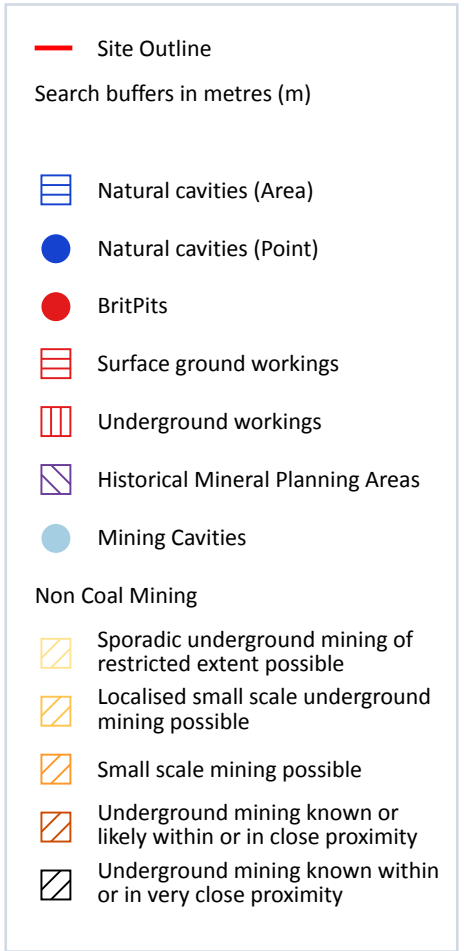 Site Outline
Search buffers in metres (m)
Natural cavities (Area)
Natural cavities (Point)
BritPits
Surface ground workings
Underground workings
Historical Mineral Planning Areas
Mining Cavities
Non Coal Mining
Sporadic underground mining of
restricted extent possible
Localised small scale underground
mining possible
Small scale mining possible
Underground mining known or
likely within or in close proximity
Underground mining known within
or in very close proximity